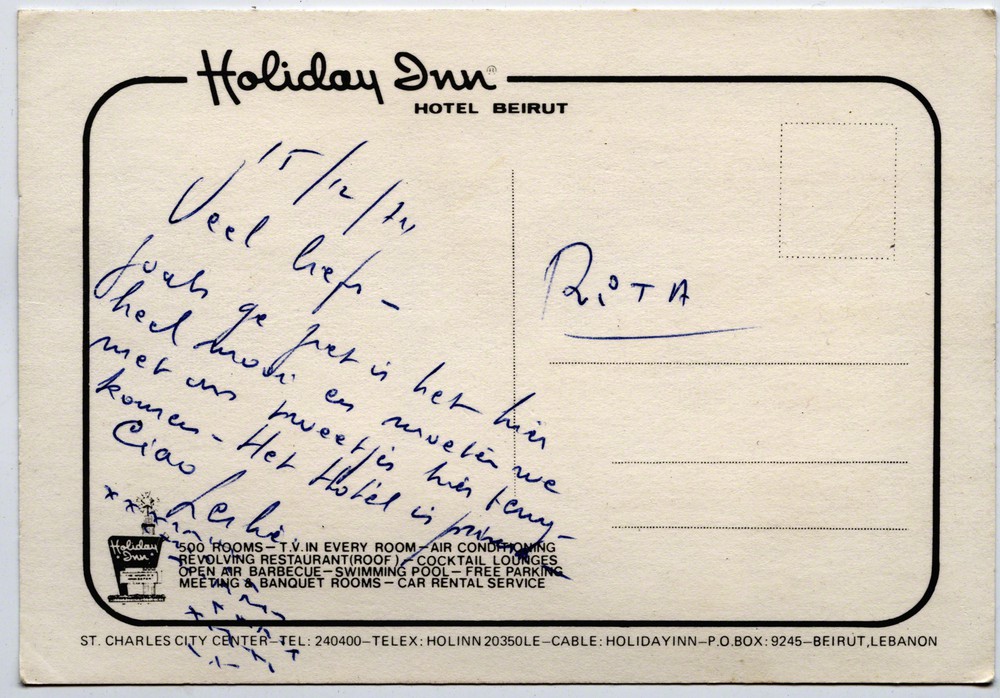 Holiday Inn®
HOTEL BEIRUT
15/12/74
Veel liefs –
zoals ge ziet is het hier
heel mooi en moeten we
met ons tweetjes hier terug-
komen – Het Hotel is
Ciao
RiTA
Holiday Inn
500 ROOMS–T.V. IN EVERY ROOM–AIR CONDITIONING
REVOLVING RESTAURANT(ROOF)–COCKTAIL LOUNGES
OPEN AIR BARBECUE–SWIMMING POOL–FREE PARKING
MEETING & BANQUET ROOMS–CAR RENTAL SERVICE
ST. CHARLES CITY CENTER–TEL: 240400–TELEX: HOLINN 20350LE–CABLE: HOLIDAYINN–P.O.BOX: 9245–BEIRUT, LEBANON